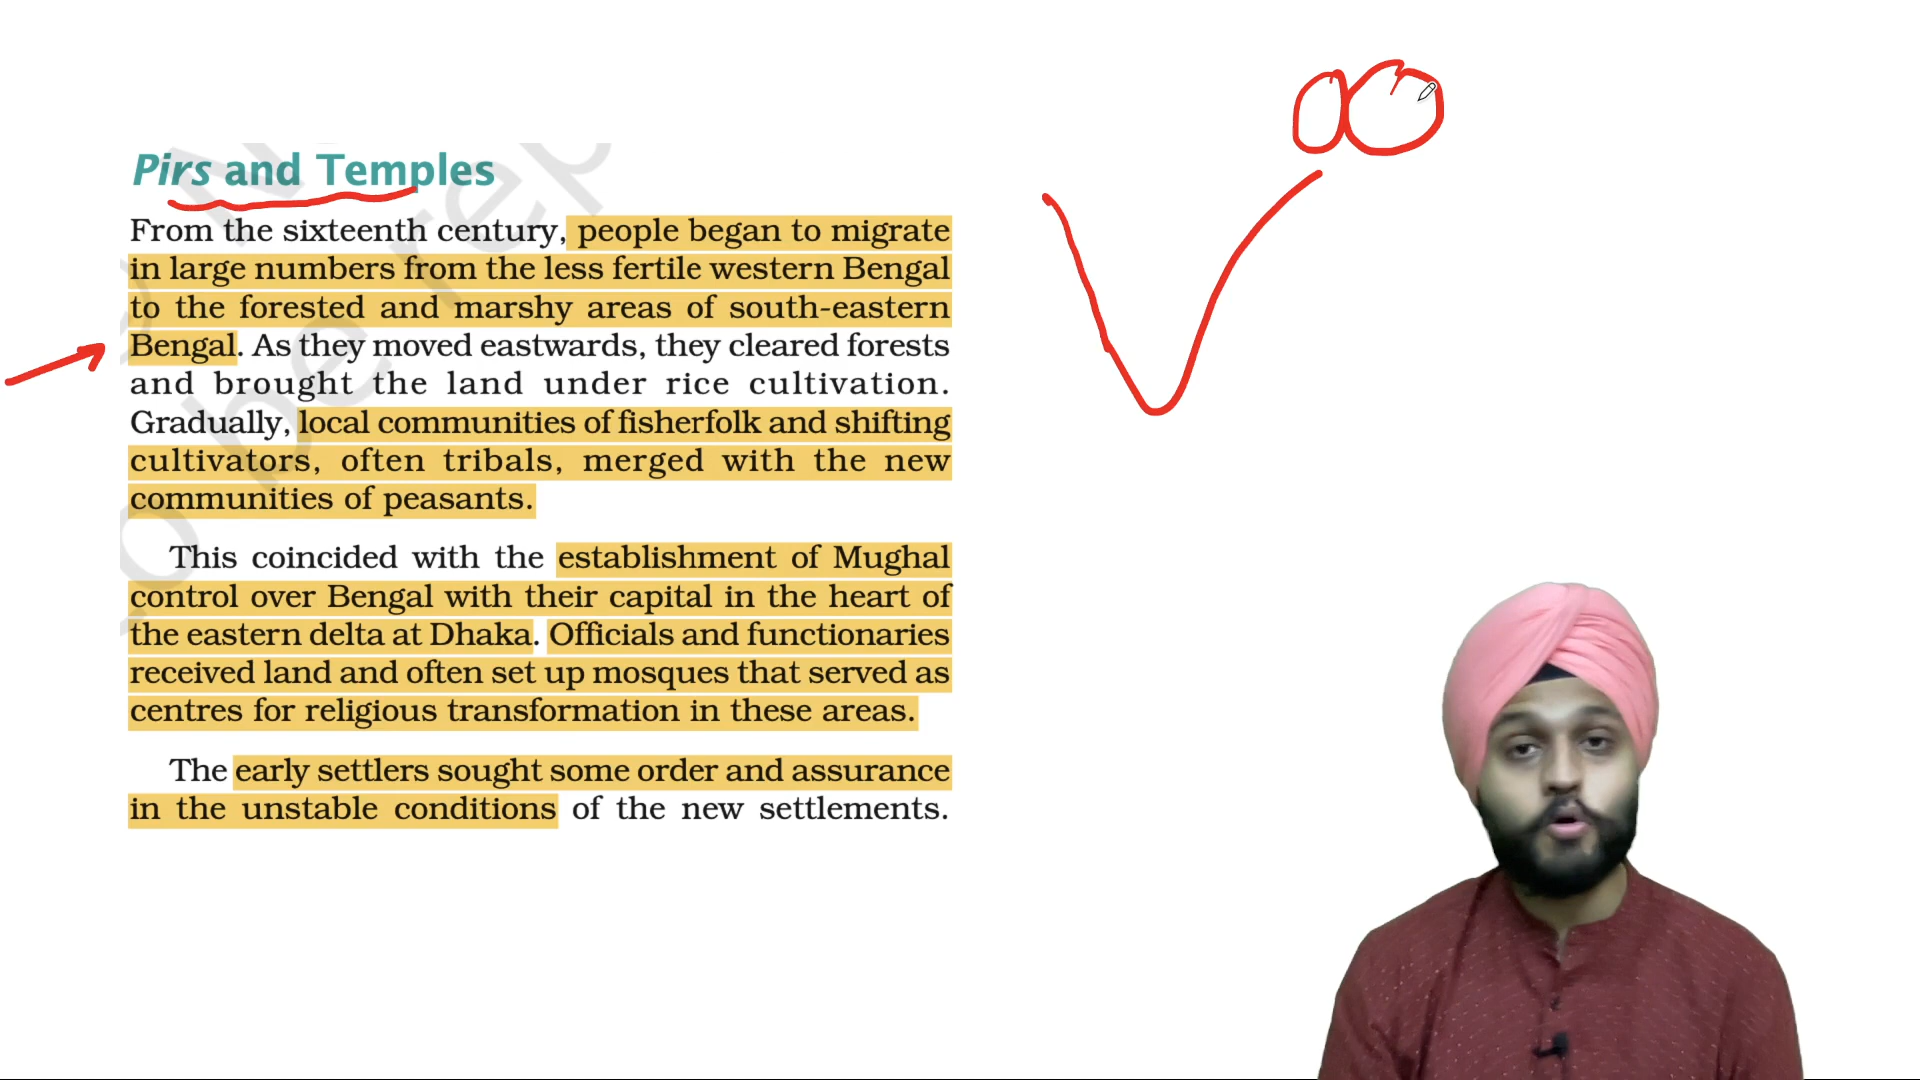 Pirs and Temples
From the sixteenth century, people began to migrate
in large numbers from the less fertile western Bengal
to the forested and marshy areas of south-eastern
Bengal. As they moved eastwards, they cleared forests
and brought the land under rice cultivation.
Gradually, local communities of fisherfolk and shifting
cultivators, often tribals, merged with the new
communities of peasants.
This coincided with the establishment of Mughal
control over Bengal with their capital in the heart of
the eastern delta at Dhaka. Officials and functionaries
received land and often set up mosques that served as
centres for religious transformation in these areas.
The early settlers sought some order and assurance
in the unstable conditions of the new settlements.